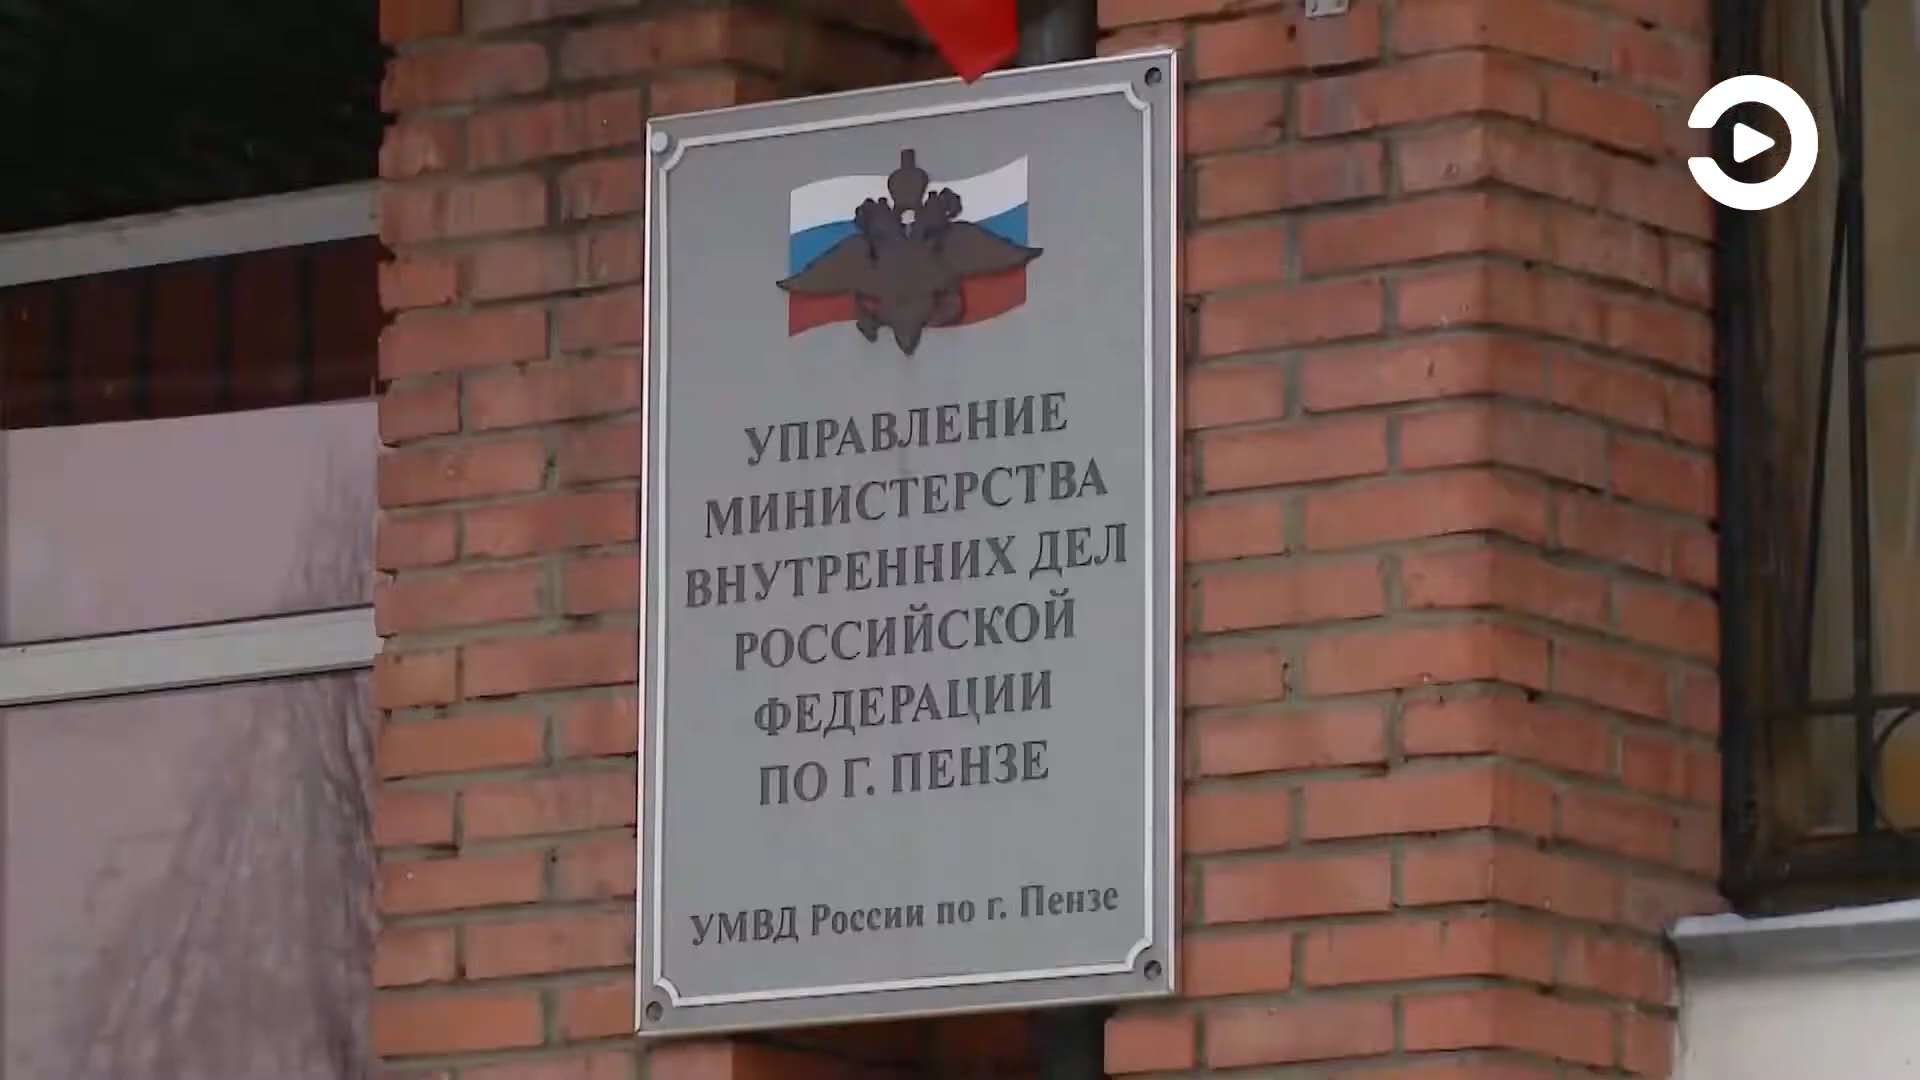 УПРАВЛЕНИЕ
МИНИСТЕРСТВА
ВНУТРЕННИХ ДЕЛ
РОССИЙСКОЙ
ФЕДЕРАЦИИ
ПО Г. ПЕНЗЕ
УМВД России по г. Пензе